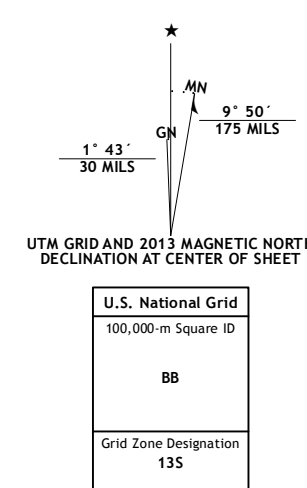 ★
MN
GN
9° 50´
175 MILS
1° 43´
30 MILS
UTM GRID AND 2013 MAGNETIC NORTH
DECLINATION AT CENTER OF SHEET
U.S. National Grid
100,000-m Square ID
BB
Grid Zone Designation
13S